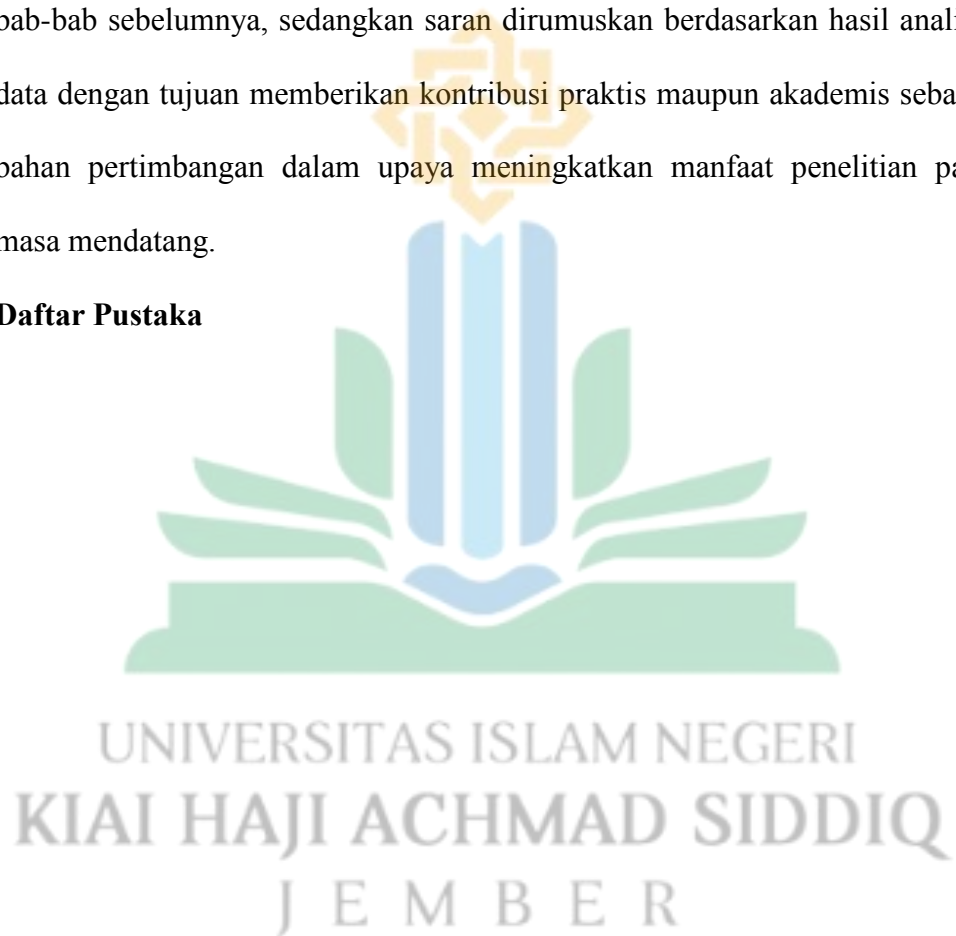 bab-bab sebelumnya, sedangkan saran dirumuskan berdasarkan hasil anali
data dengan tujuan memberikan kontribusi praktis maupun akademis seba
bahan pertimbangan dalam upaya meningkatkan manfaat penelitian pa
masa mendatang.
Daftar Pustaka
UNIVERSITAS ISLAM NEGERI
KIAI HAJI ACHMAD SIDDIQ
JEMBER